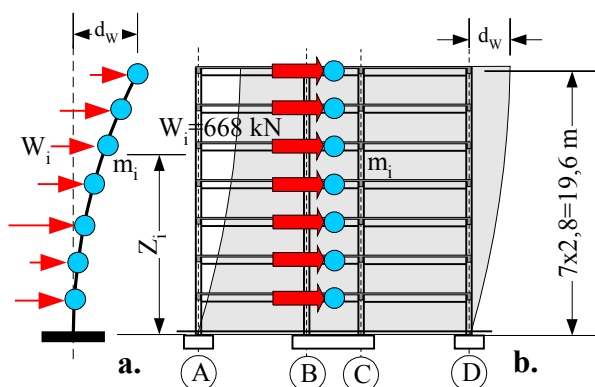 d_w
d_w
W_i
m_i
W_i=668 kN
m_i
Z_i
7x2,8=19,6 m
a.
A
B
C
D
b.